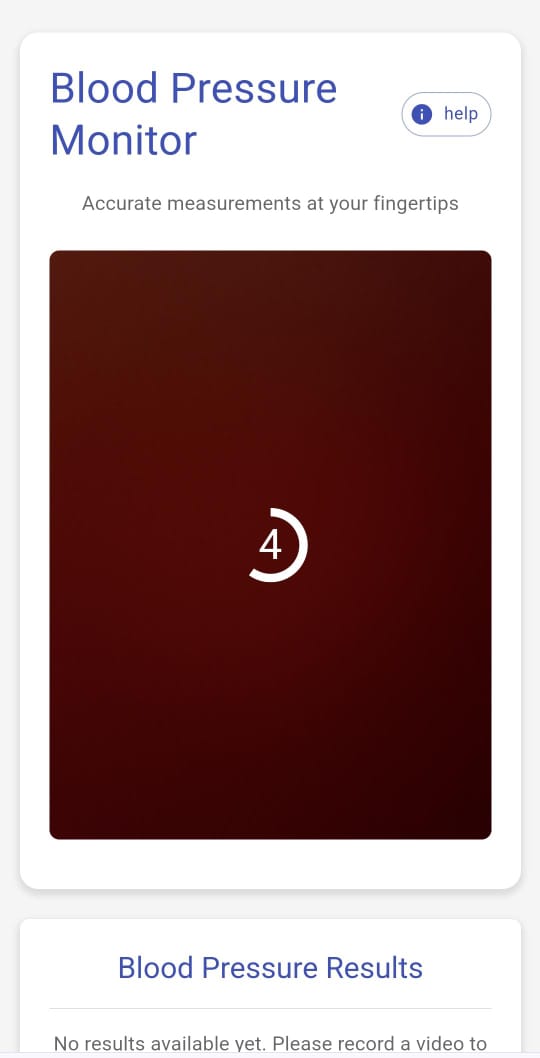 Blood Pressure
Monitor
help
Accurate measurements at your fingertips
4
Blood Pressure Results
No results available yet. Please record a video to